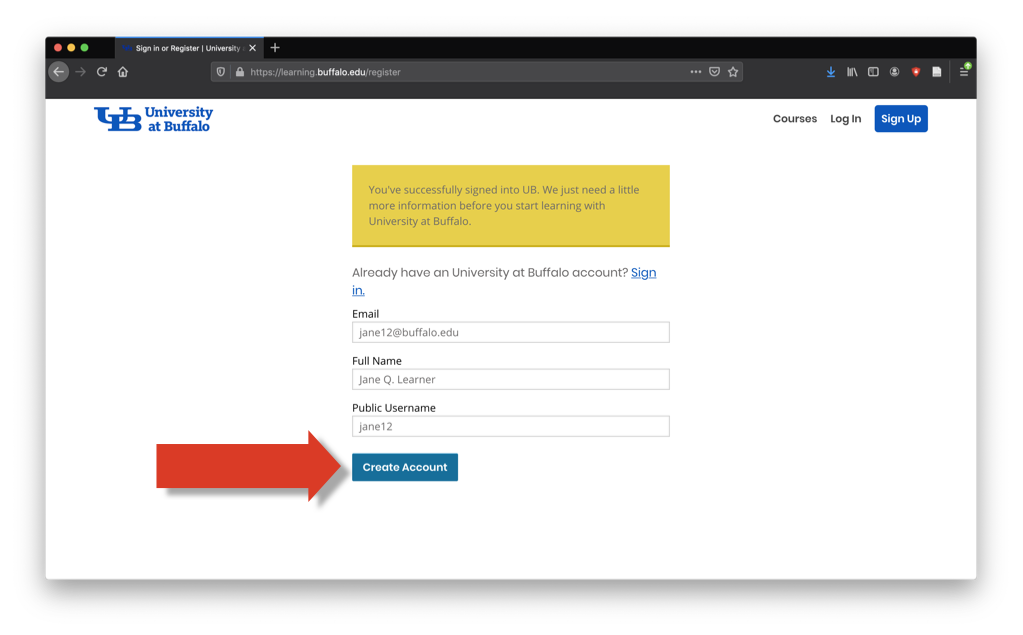 Sign in or Register | University
https://learning.buffalo.edu/register
University
at Buffalo
UB
Courses
Log In
Sign Up
You've successfully signed into UB. We just need a little
more information before you start learning with
University at Buffalo.
Already have an University at Buffalo account? Sign
in.
Email
jane12@buffalo.edu
Full Name
Jane Q. Learner
Public Username
jane12
Create Account